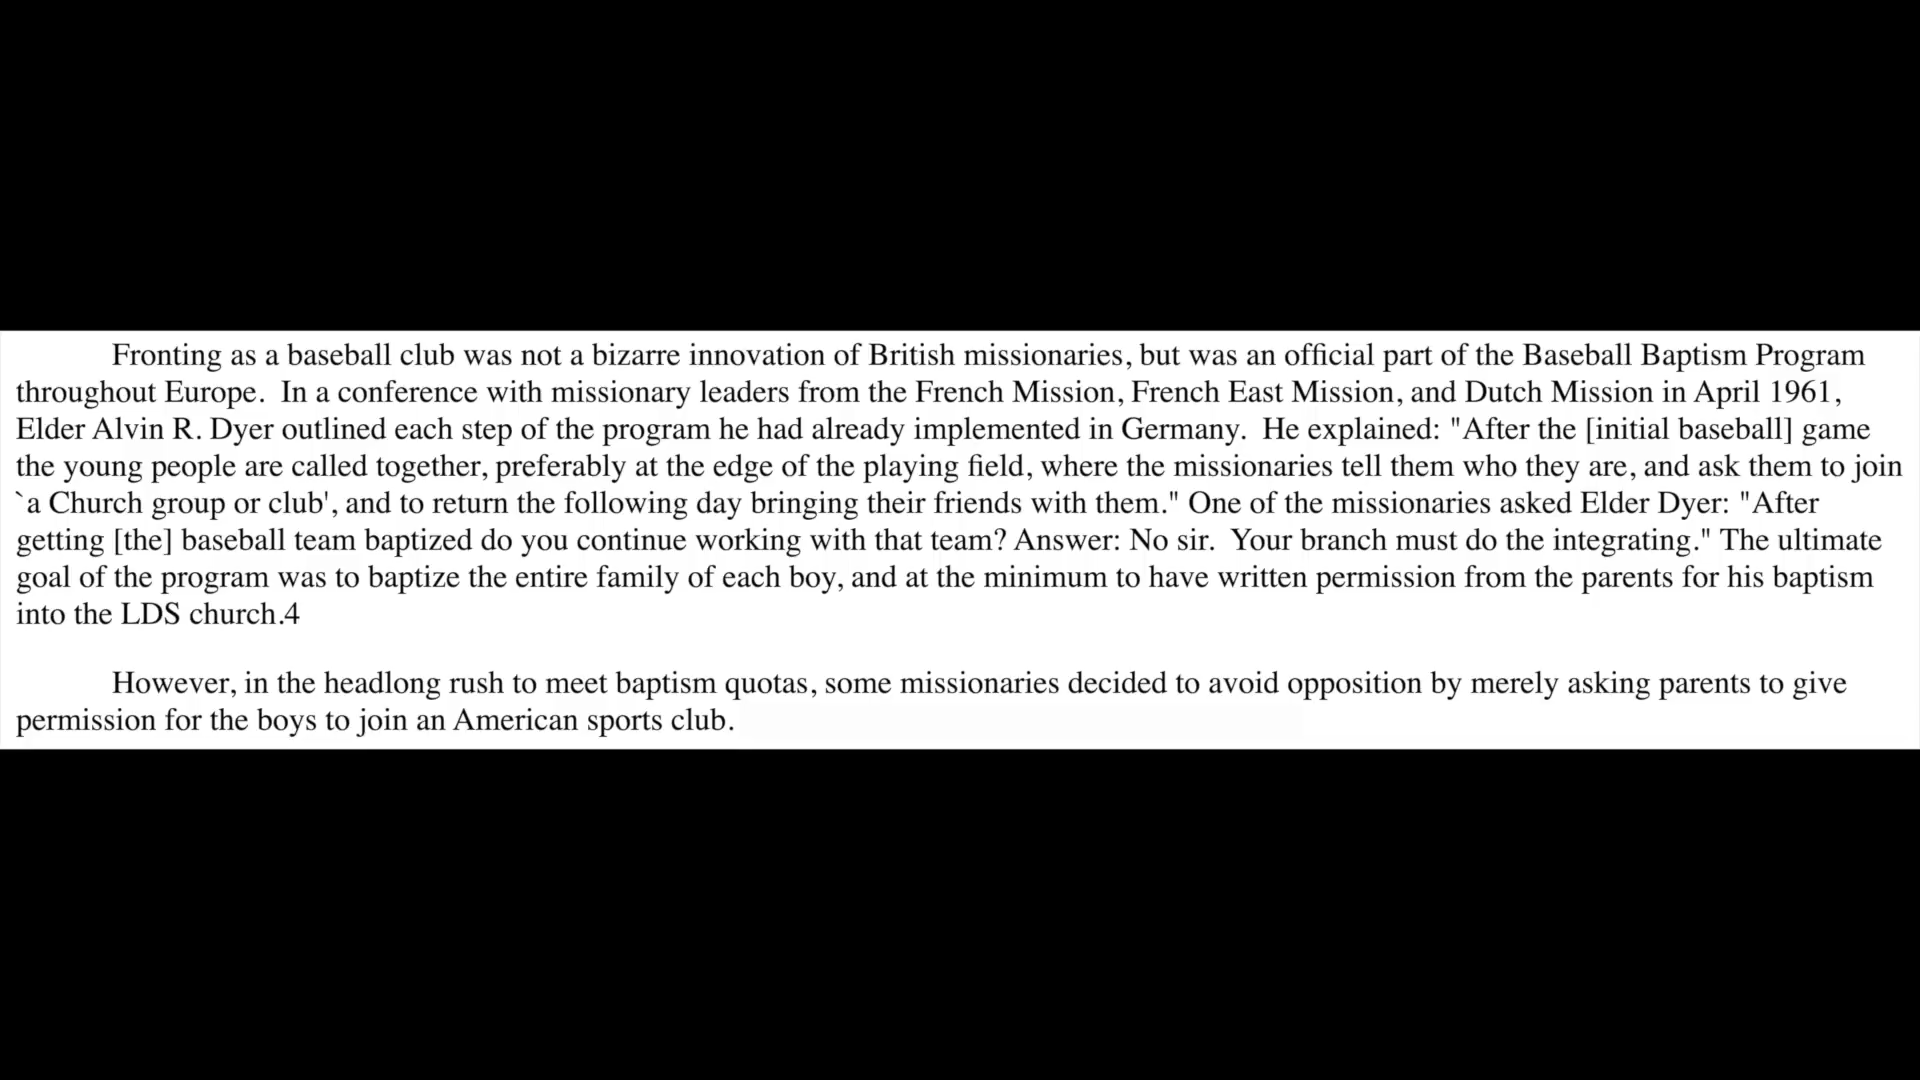 Fronting as a baseball club was not a bizarre innovation of British missionaries, but was an official part of the Baseball Baptism Program
throughout Europe.  In a conference with missionary leaders from the French Mission, French East Mission, and Dutch Mission in April 1961,
Elder Alvin R. Dyer outlined each step of the program he had already implemented in Germany.  He explained: "After the [initial baseball] game
the young people are called together, preferably at the edge of the playing field, where the missionaries tell them who they are, and ask them to join
`a Church group or club', and to return the following day bringing their friends with them." One of the missionaries asked Elder Dyer: "After
getting [the] baseball team baptized do you continue working with that team? Answer: No sir.  Your branch must do the integrating." The ultimate
goal of the program was to baptize the entire family of each boy, and at the minimum to have written permission from the parents for his baptism
into the LDS church.4
However, in the headlong rush to meet baptism quotas, some missionaries decided to avoid opposition by merely asking parents to give
permission for the boys to join an American sports club.